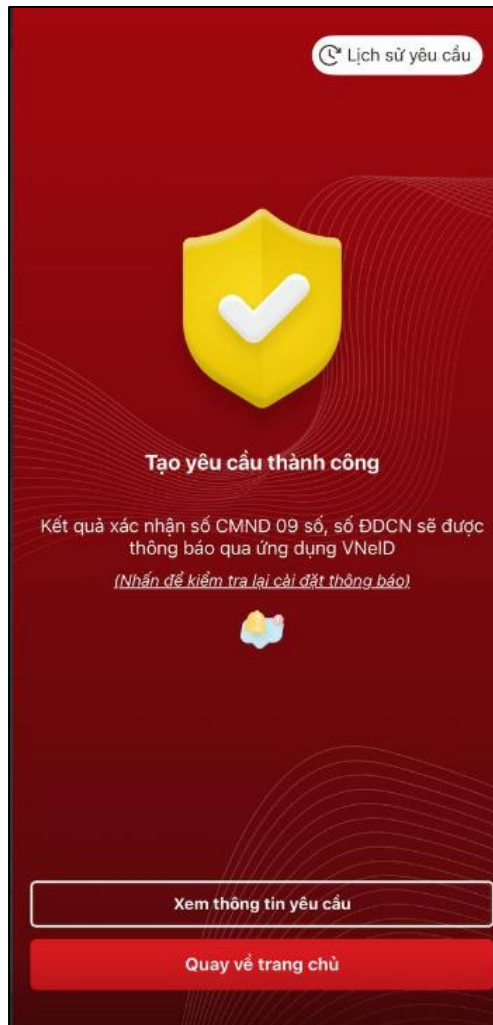 Lịch sử yêu cầu
Tạo yêu cầu thành công
Kết quả xác nhận số CMND 09 số, số ĐDCN sẽ được
thông báo qua ứng dụng VNeID
(Nhấn để kiểm tra lại cài đặt thông báo)
Xem thông tin yêu cầu
Quay về trang chủ